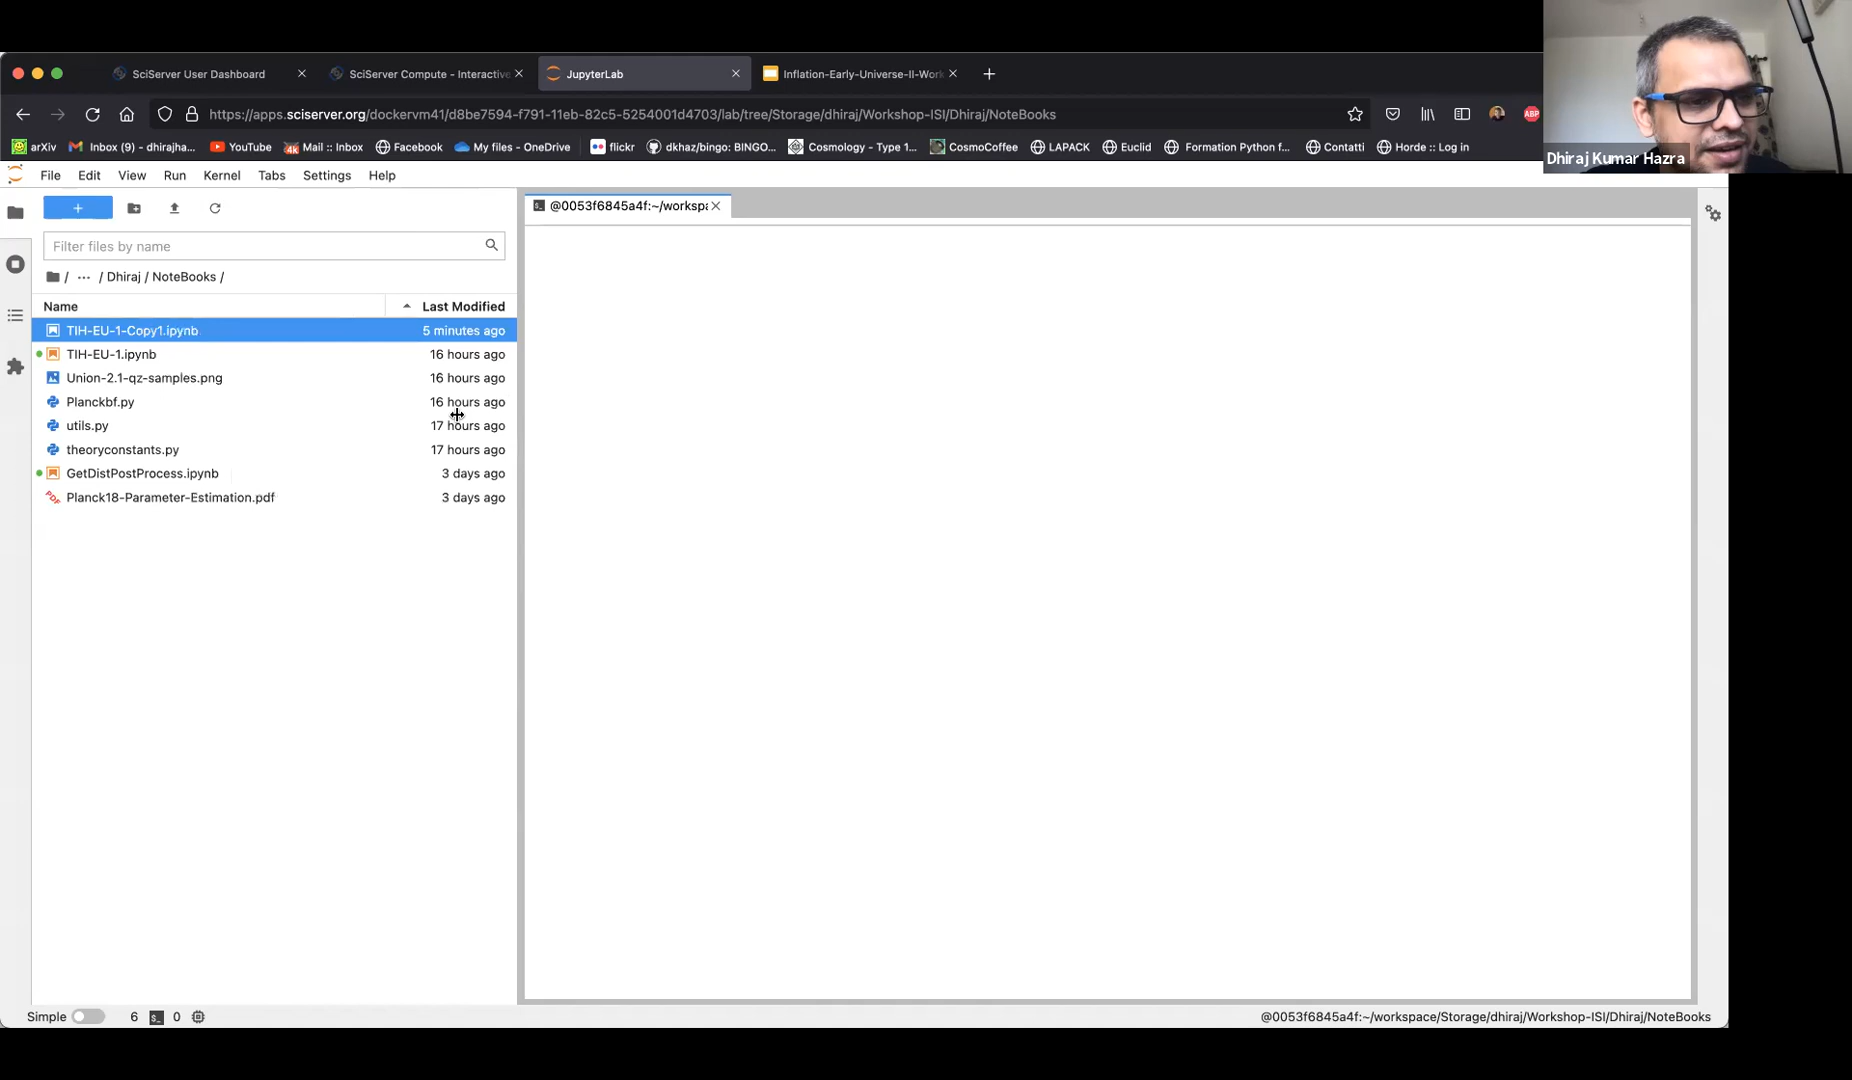 SciServer User Dashboard
SciServer Compute - Interactive
JupyterLab
Inflation-Early-Universe-II-Work
https://apps.sciserver.org/dockervm41/d8be7594-f791-11eb-82c5-5254001d4703/lab/tree/Storage/dhiraj/Workshop-ISI/Dhiraj/NoteBooks
ABP
arXiv
Inbox (9) - dhirajha...
YouTube
4K
Mail :: Inbox
Facebook
My files - OneDrive
flickr
dkhaz/bingo: BINGO...
Cosmology - Type 1...
CosmoCoffee
LAPACK
Euclid
Formation Python f...
Contatti
Horde :: Log in
Dhiraj Kumar Hazra
File Edit View Run Kernel Tabs Settings Help
@0053f6845a4f:~/workspa
Filter files by name
/ ··· / Dhiraj / NoteBooks /
Name Last Modified
TIH-EU-1-Copy1.ipynb 5 minutes ago
TIH-EU-1.ipynb 16 hours ago
Union-2.1-qz-samples.png 16 hours ago
Planckbf.py 16 hours ago
utils.py 17 hours ago
theoryconstants.py 17 hours ago
GetDistPostProcess.ipynb 3 days ago
PDF Planck18-Parameter-Estimation.pdf 3 days ago
Simple 6 $_ 0
@0053f6845a4f:~/workspace/Storage/dhiraj/Workshop-ISI/Dhiraj/NoteBooks